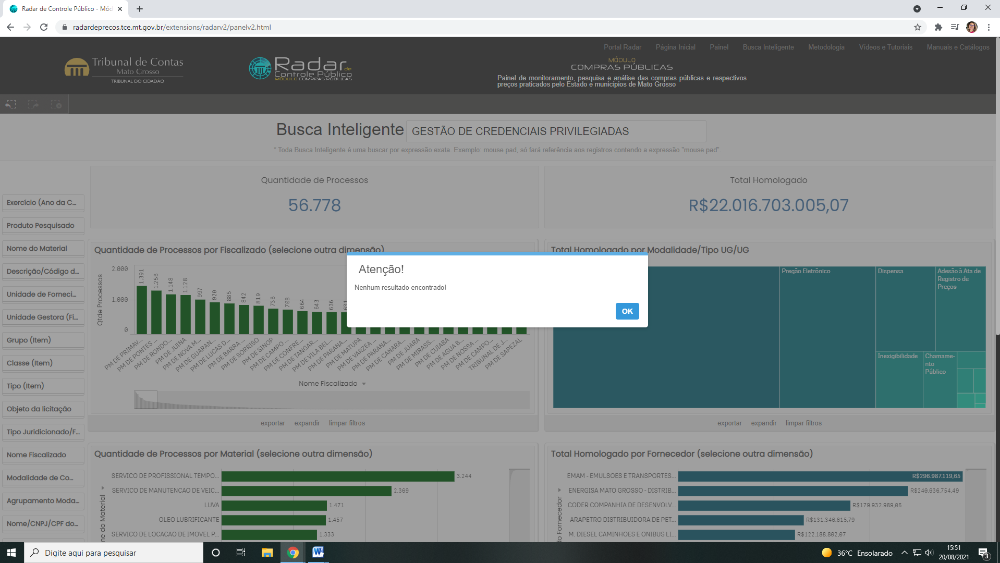 Radar de Controle Público - Mód
radardeprecos.tce.mt.gov.br/extensions/radarv2/panelv2.html
Portal Radar
Página Inicial
Painel
Busca Inteligente
Metodologia
Vídeos e Tutoriais
Manuais e Catálogos
Tribunal de Contas
Mato Grosso
TRIBUNAL DO CIDADÃO
Radar
de
Controle Público
MÓDULO COMPRAS PÚBLICAS
MÓDULO
COMPRAS PÚBLICAS
Painel de monitoramento, pesquisa e análise das compras públicas e respectivos
preços praticados pelo Estado e municípios de Mato Grosso
Busca Inteligente
GESTÃO DE CREDENCIAIS PRIVILEGIADAS
* Toda Busca Inteligente é uma buscar por expressão exata. Exemplo: mouse pad, só fará referência aos registros contendo a expressão "mouse pad".
Quantidade de Processos
56.778
Total Homologado
R$22.016.703.005,07
Exercício (Ano da C...
Produto Pesquisado
Nome do Material
Descrição/Código d...
Unidade de Forneci...
Unidade Gestora (Fi...
Grupo (Item)
Classe (Item)
Tipo (Item)
Objeto da licitação
Tipo Juridicionado/F...
Nome Fiscalizado
Modalidade de Co...
Agrupamento Moda...
Nome/CNPJ/CPF do...
Quantidade de Processos por Fiscalizado (selecione outra dimensão)
Qtde Processos
2.000
1.000
0
1.391
1.256
1.148
1.128
997
920
885
842
819
736
708
664
643
636
PM DE PRIMAV...
PM DE PONTES ...
PM DE RONDO...
PM DE JUINA
PM DE NOVA M...
PM DE GUARAN...
PM DE LUCAS D...
PM DE BARRA ...
PM DE SORRISO
PM DE SINOP
PM DE CAMPO ...
PM DE CONFRE...
PM DE TANGAR...
PM DE VILA BEL...
PM DE PARANA...
PM DE MATUPA
PM DE VARZEA ...
PM DE PARANA...
PM DE CANARA...
PM DE JUARA
PM DE MIRASS...
PM DE CUIABA
PM DE AGUA B...
PM DE NOSSA ...
PM DE CAMPO...
TRIBUNAL DE J...
PM DE SAPEZAL
Nome Fiscalizado
exportar
expandir
limpar filtros
Total Homologado por Modalidade/Tipo UG/UG
Pregão Eletrônico
Dispensa
Adesão à Ata de
Registro de
Preços
Inexigibilidade
Chamame-
nto
Público
exportar
expandir
limpar filtros
Atenção!
Nenhum resultado encontrado!
OK
Quantidade de Processos por Material (selecione outra dimensão)
me do Material
SERVICO DE PROFISSIONAL TEMPO...
3.244
SERVICO DE MANUTENCAO DE VEIC...
2.369
LUVA
1.471
OLEO LUBRIFICANTE
1.457
SERVICO DE LOCACAO DE IMOVEL P...
1.333
Total Homologado por Fornecedor (selecione outra dimensão)
do Fornecedor
EMAM - EMULSOES E TRANSPORTES...
R$296.987.119,65
ENERGISA MATO GROSSO - DISTRIB...
R$240.036.754,49
CODER COMPANHIA DE DESENVOLV...
R$179.932.989,05
ARAPETRO DISTRIBUIDORA DE PET...
R$131.346.615,79
M. DIESEL CAMINHOES E ONIBUS LI...
R$122.188.802,07
Digite aqui para pesquisar
36°C Ensolarado
15:51
20/08/2021
3